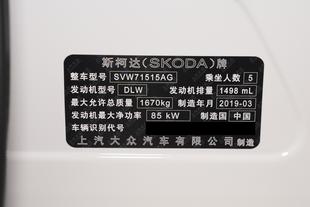 斯柯达(SKODA)牌
整车型号 SVW71515AG 乘坐人数 5
发动机型号 DLW 发动机排量 1498 mL
最大允许总质量 1670kg 制造年月 2019-03
发动机最大净功率 85 kW 制造国 中国
车辆识别代号
上汽大众汽车有限公司 制造